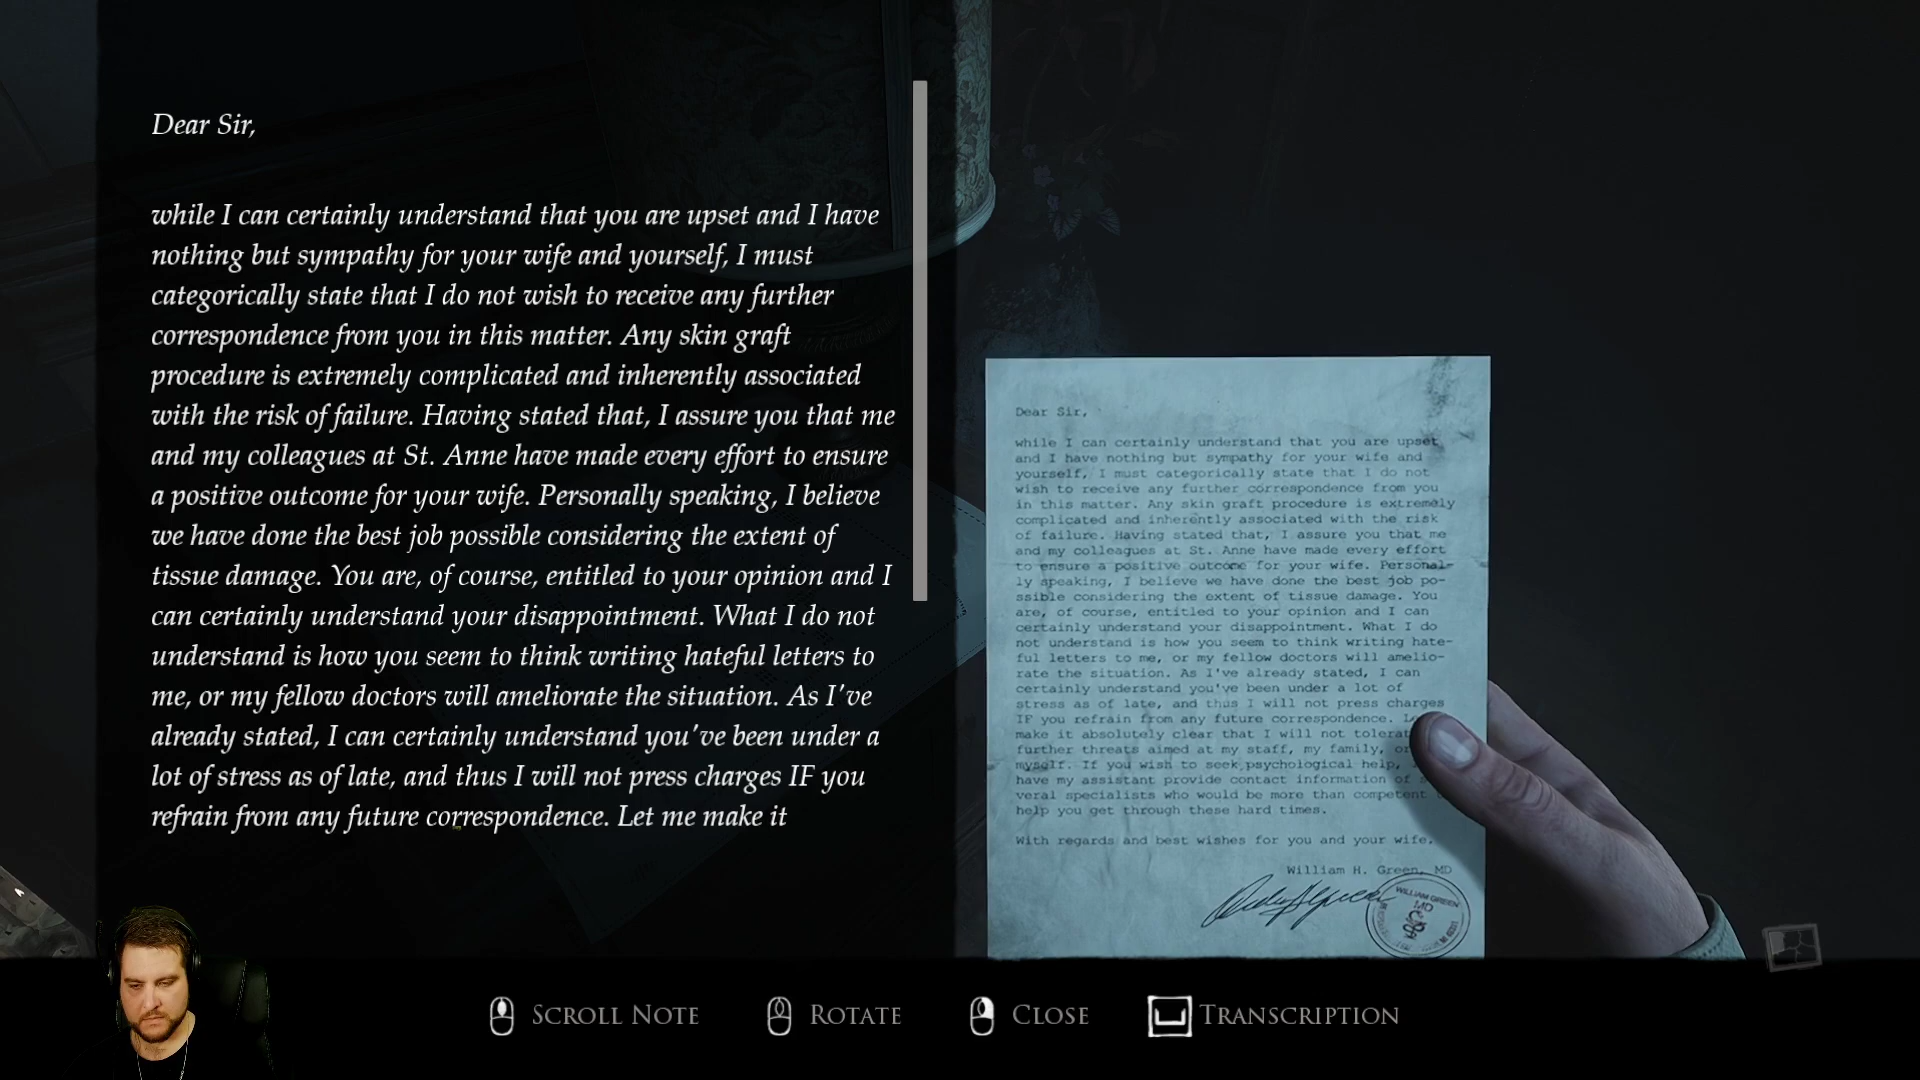 Dear Sir,
while I can certainly understand that you are upset and I have
nothing but sympathy for your wife and yourself, I must
categorically state that I do not wish to receive any further
correspondence from you in this matter. Any skin graft
procedure is extremely complicated and inherently associated
with the risk of failure. Having stated that, I assure you that me
and my colleagues at St. Anne have made every effort to ensure
a positive outcome for your wife. Personally speaking, I believe
we have done the best job possible considering the extent of
tissue damage. You are, of course, entitled to your opinion and I
can certainly understand your disappointment. What I do not
understand is how you seem to think writing hateful letters to
me, or my fellow doctors will ameliorate the situation. As I've
already stated, I can certainly understand you've been under a
lot of stress as of late, and thus I will not press charges IF you
refrain from any future correspondence. Let me make it
Dear Sir,
while I can certainly understand that you are upset
and I have nothing but sympathy for your wife and
yourself, I must categorically state that I do not
wish to receive any further correspondence from you
in this matter. Any skin graft procedure is extremely
complicated and inherently associated with the risk
of failure. Having stated that, I assure you that me
and my colleagues at St. Anne have made every effort
to ensure a positive outcome for your wife. Personal-
ly speaking, I believe we have done the best job po-
ssible considering the extent of tissue damage. You
are, of course, entitled to your opinion and I can
certainly understand your disappointment. What I do
not understand is how you seem to think writing hate-
ful letters to me, or my fellow doctors will amelio-
rate the situation. As I've already stated, I can
certainly understand you've been under a lot of
stress as of late, and thus I will not press charges
IF you refrain from any future correspondence.
make it absolutely clear that I will not
further threats aimed at my staff, my family, or
myself. If you wish to seek psychological help,
have my assistant provide contact information of
veral specialists who would be more than competent
help you get through these hard times.
With regards and best wishes for you and your wife,
William H. Green, MD
WILLIAM GREEN
MD
SCROLL NOTE
ROTATE
CLOSE
TRANSCRIPTION